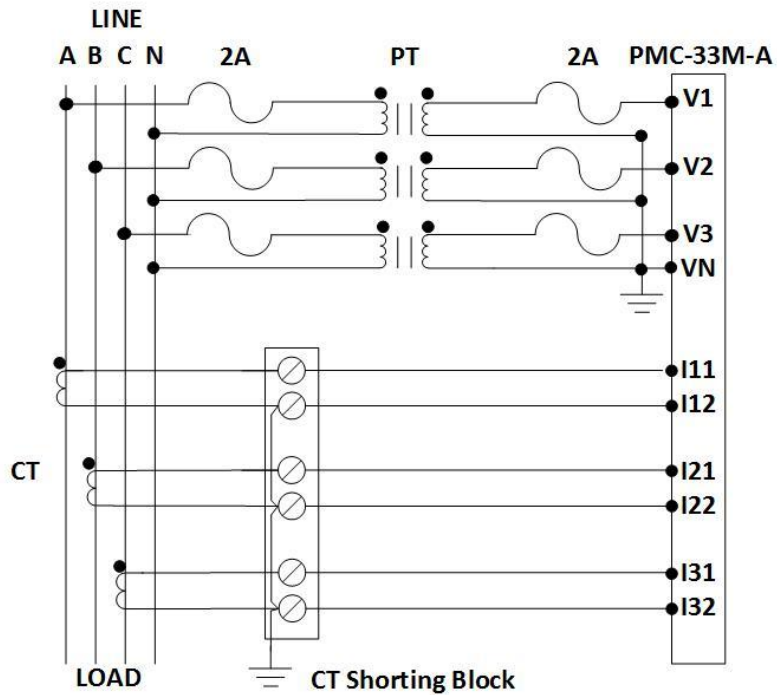 LINE
A B C N 2A PT 2A PMC-33M-A
V1
V2
V3
VN
I11
I12
CT
I21
I22
I31
I32
LOAD
CT Shorting Block